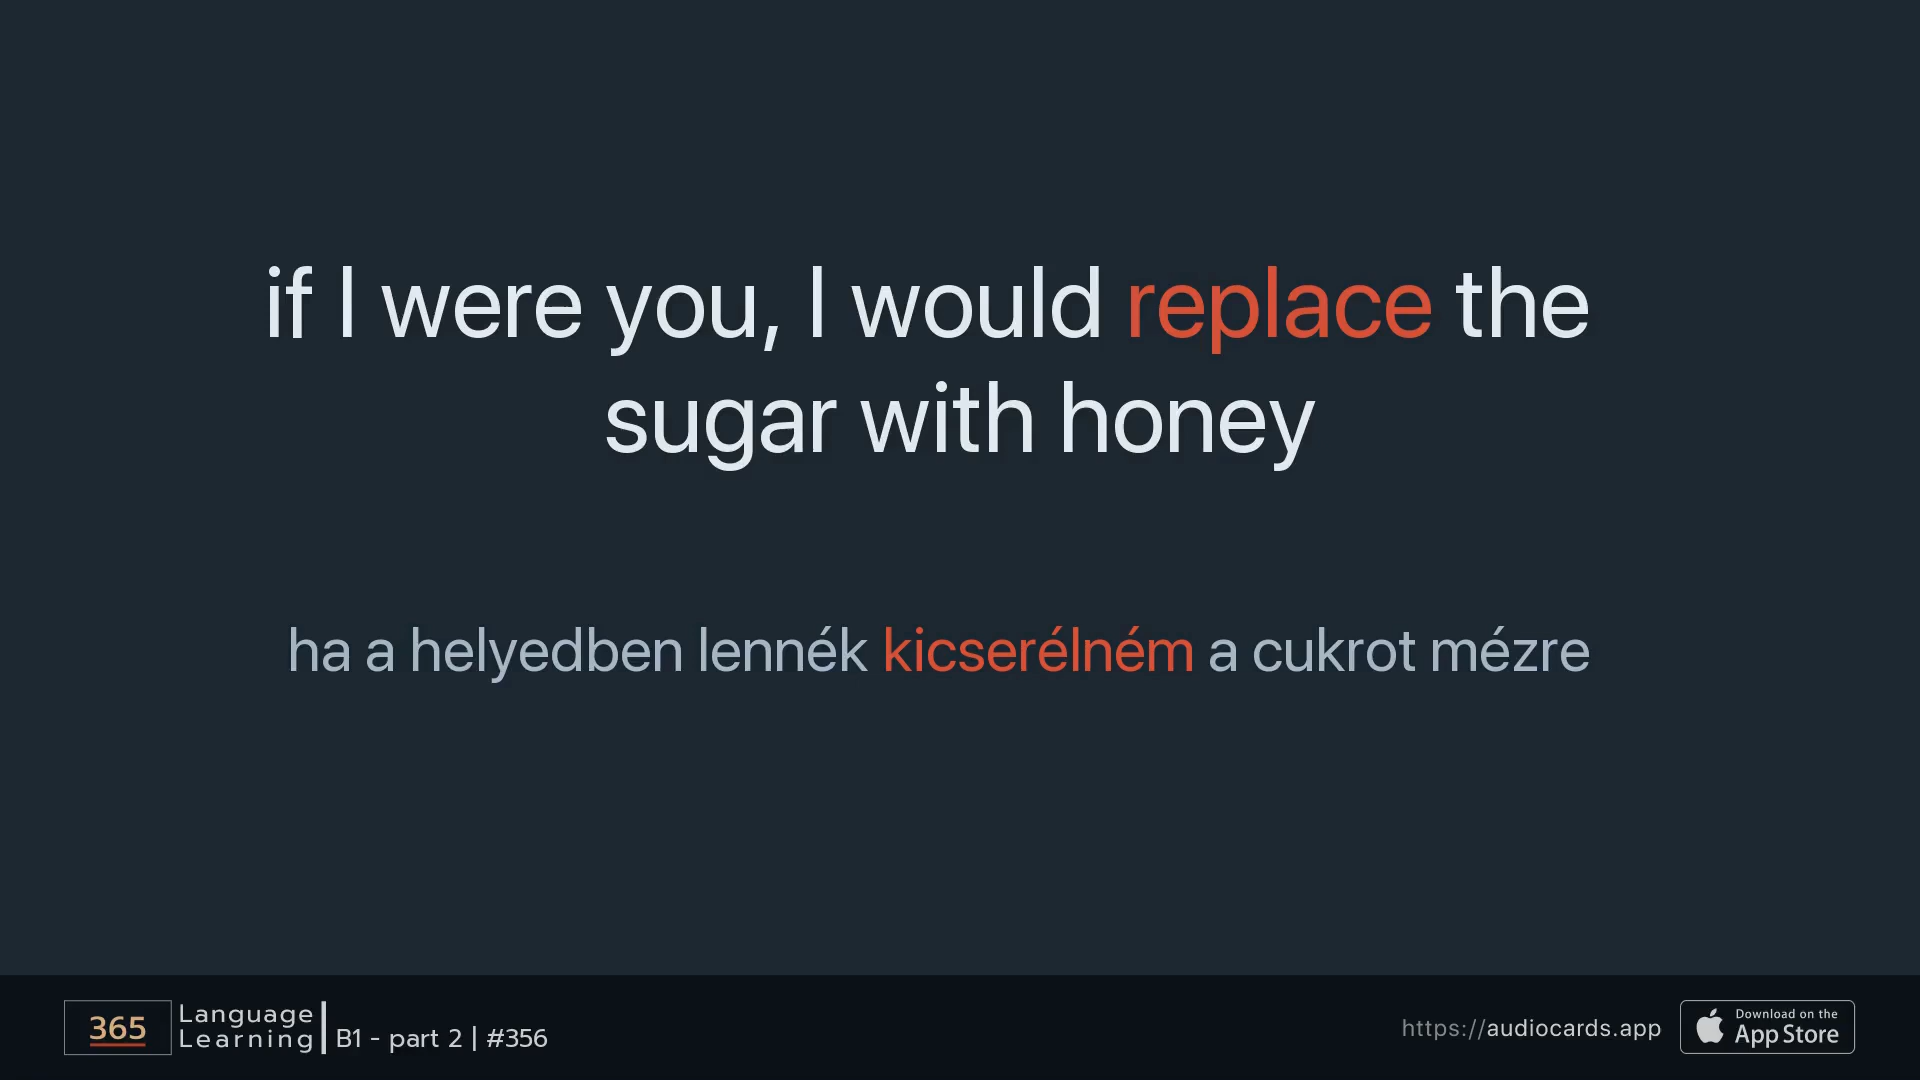 if I were you, I would replace the
sugar with honey
ha a helyedben lennék kicserélném a cukrot mézre
365
Language
Learning
B1 - part 2 | #356
https://audiocards.app
Download on the
App Store